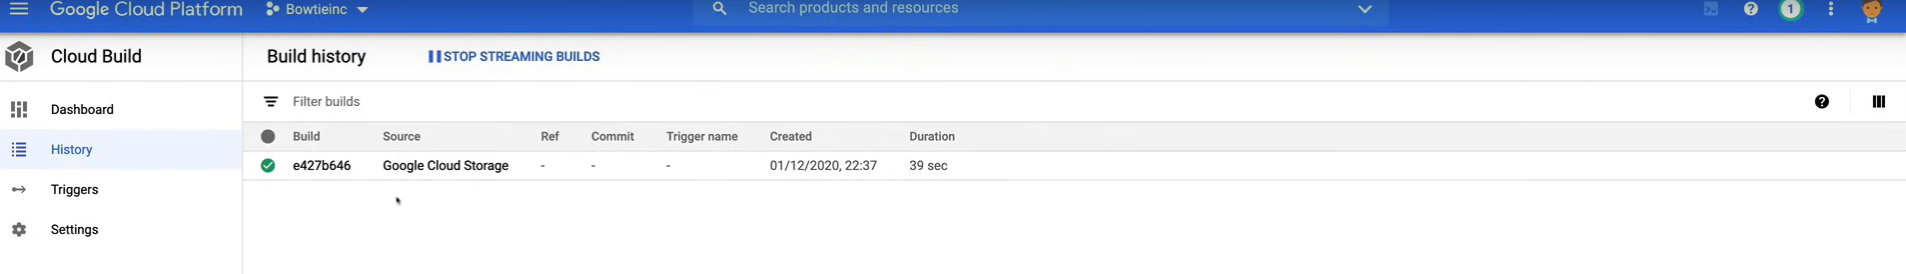 Google Cloud Platform Bowtieinc Search products and resources 1
Cloud Build Build history STOP STREAMING BUILDS
Filter builds
Dashboard
Build Source Ref Commit Trigger name Created Duration
History
e427b646 Google Cloud Storage - - - 01/12/2020, 22:37 39 sec
Triggers
Settings